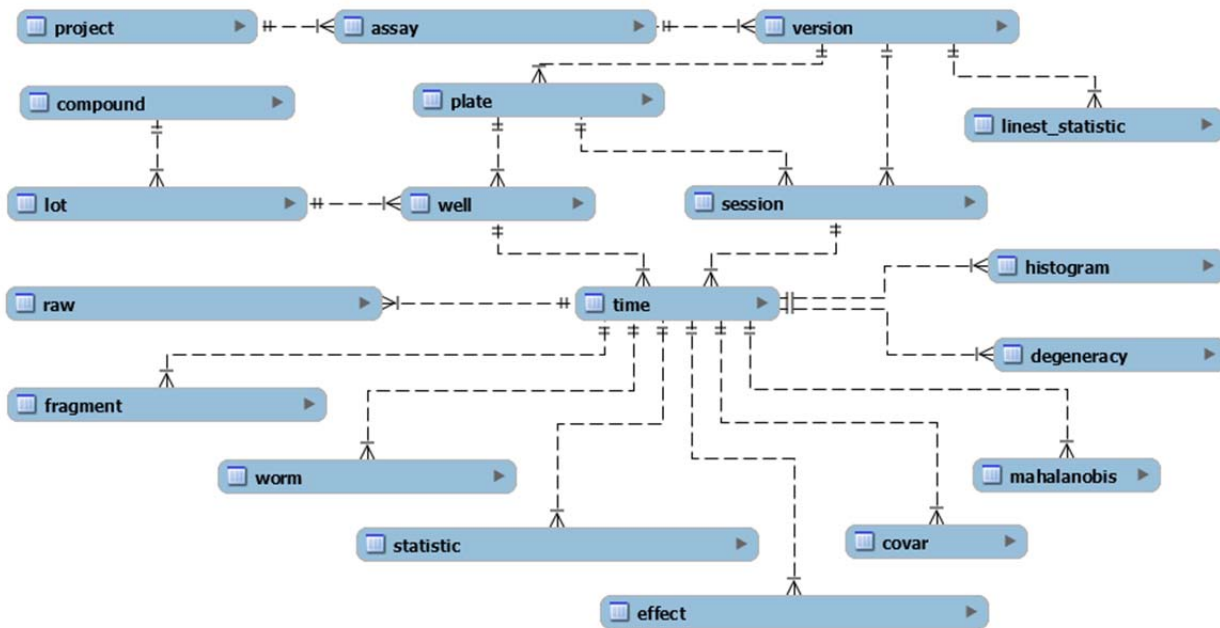 project
assay
version
compound
plate
linest_statistic
lot
well
session
histogram
raw
time
degeneracy
fragment
worm
mahalanobis
statistic
covar
effect